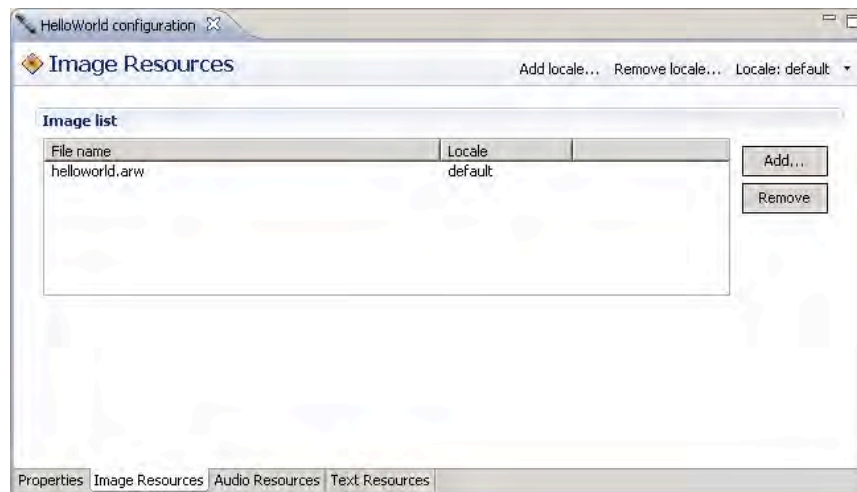 HelloWorld configuration
Image Resources
Add locale... Remove locale... Locale: default
Image list
File name Locale
helloworld.arw default
Add...
Remove
Properties Image Resources Audio Resources Text Resources